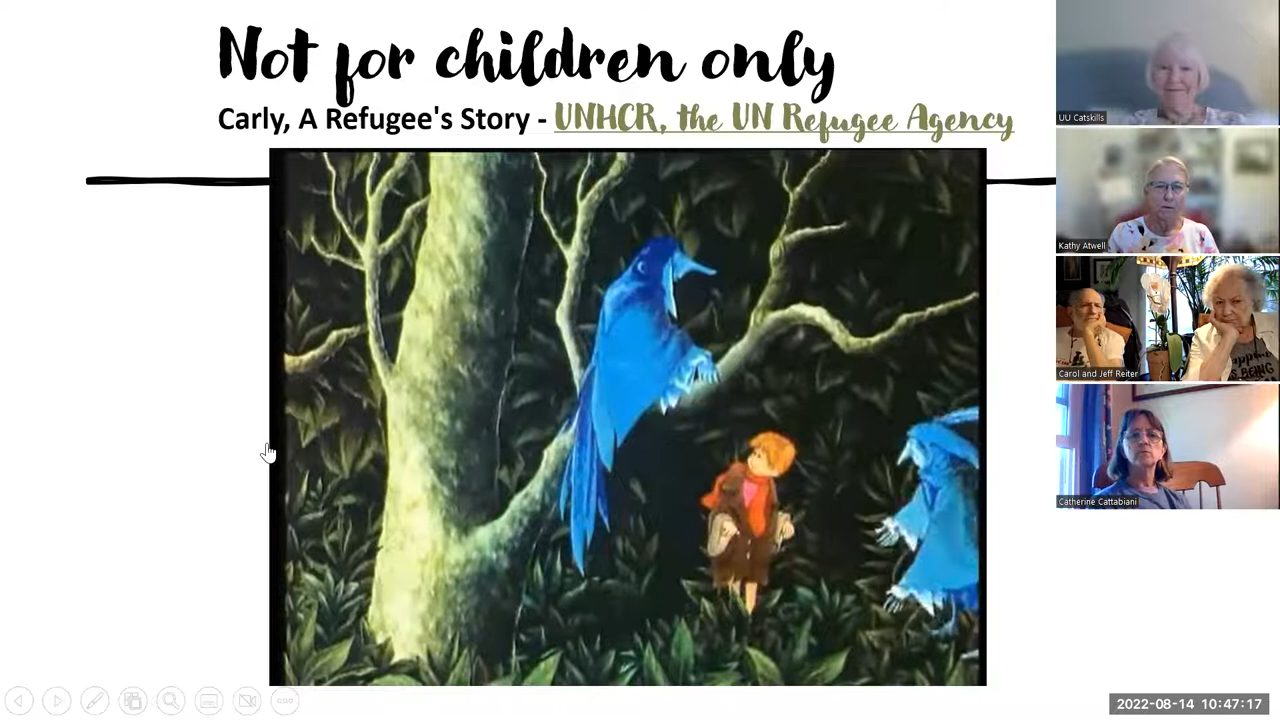 Not for children only
Carly, A Refugee's Story - UNHCR, the UN Refugee Agency
UU Catskills
Kathy Atwell
Carol and Jeff Reiter
Catherine Cattabiani
2022-08-14 10:47:17